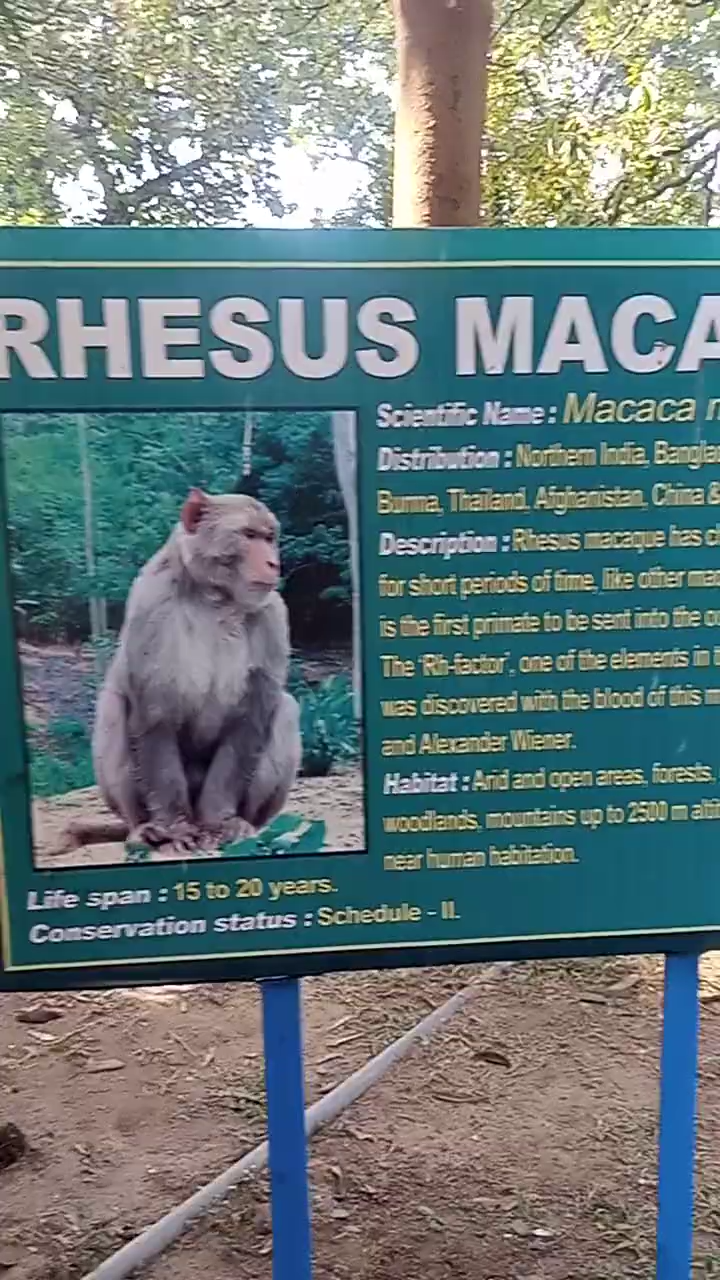 RHESUS MACA
Scientific Name : Macaca
Distribution : Northern India,
Burma, Thailand, Afghanistan, China &
Description : Rhesus macaque has
for short periods of time, like other
is the first primate to be sent into the
The 'Rh-factor', one of the elements in
was discovered with the blood of this
and Alexander Wiener.
Habitat : Arid and open areas, forests,
woodlands, mountains up to 2500 m
near human habitation.
Life span : 15 to 20 years.
Conservation status : Schedule - II.